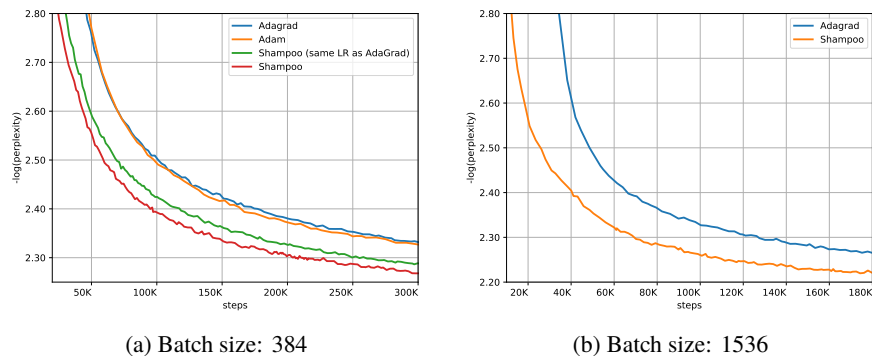 2.80
2.70
2.60
2.50
2.40
2.30
-log(perplexity)
50K
100K
150K
200K
250K
300K
steps
Adagrad
Adam
Shampoo (same LR as AdaGrad)
Shampoo
(a) Batch size: 384
2.80
2.80
2.70
2.60
2.50
2.40
2.30
2.20
-log(perplexity)
20K
40K
60K
80K
100K
120K
140K
160K
180K
steps
Adagrad
Shampoo
(b) Batch size: 1536